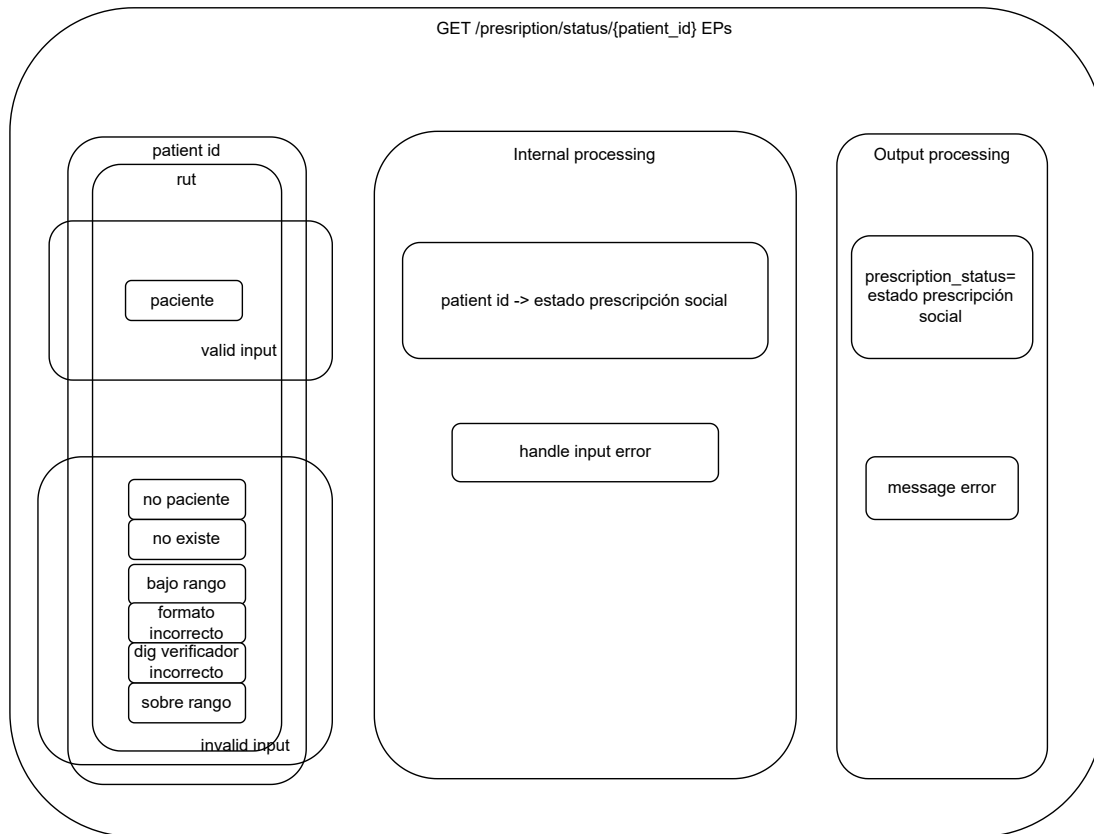 GET /presription/status/{patient_id} EPs
patient id
rut
paciente
valid input
no paciente
no existe
bajo rango
formato
incorrecto
dig verificador
incorrecto
sobre rango
invalid input
Internal processing
patient id -> estado prescripción social
handle input error
Output processing
prescription_status=
estado prescripción
social
message error